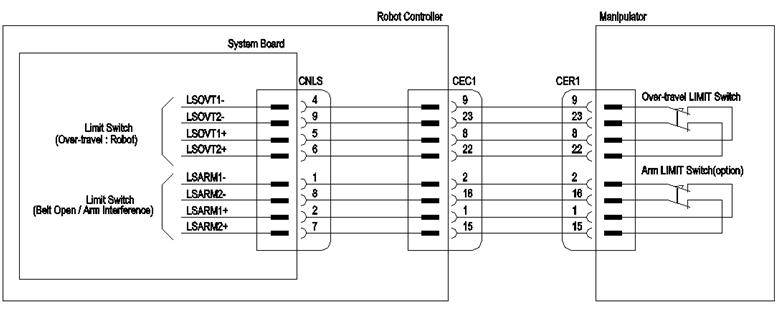 Robot Controller
Manipulator
System Board
CNLS
CEC1
CER1
LSOVT1- 4 9 9 Over-travel LIMIT Switch
LSOVT2- 9 23 23
Limit Switch
(Over-travel : Robot)
LSOVT1+ 5 8 8
LSOVT2+ 6 22 22
LSARM1- 1 2 2 Arm LIMIT Switch(option)
LSARM2- 8 16 16
Limit Switch
(Belt Open / Arm Interference)
LSARM1+ 2 1 1
LSARM2+ 7 15 15